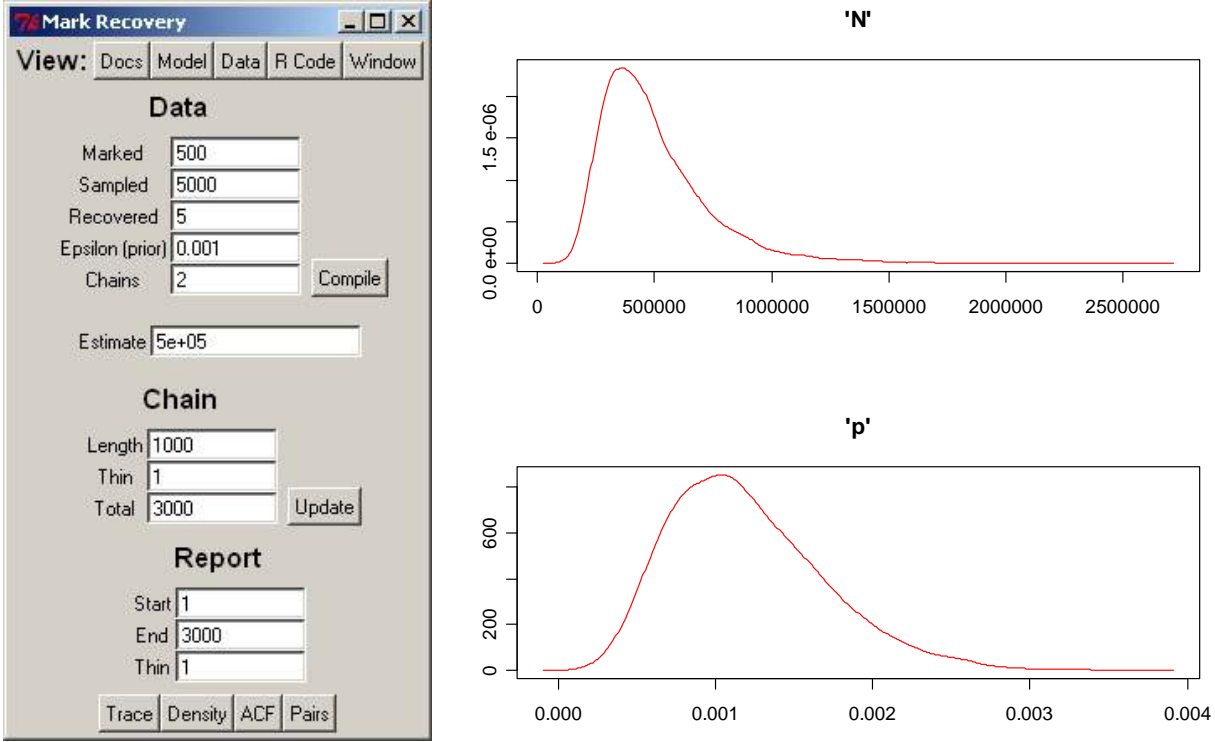 Mark Recovery
View: Docs Model Data R Code Window
Data
Marked 500
Sampled 5000
Recovered 5
Epsilon (prior) 0.001
Chains 2 Compile
Estimate 5e+05
Chain
Length 1000
Thin 1
Total 3000 Update
Report
Start 1
End 3000
Thin 1
Trace Density ACF Pairs
'N'
1.5 e-06
0.0 e+00
0 500000 1000000 1500000 2000000 2500000
'p'
600
200
0
0.000 0.001 0.002 0.003 0.004